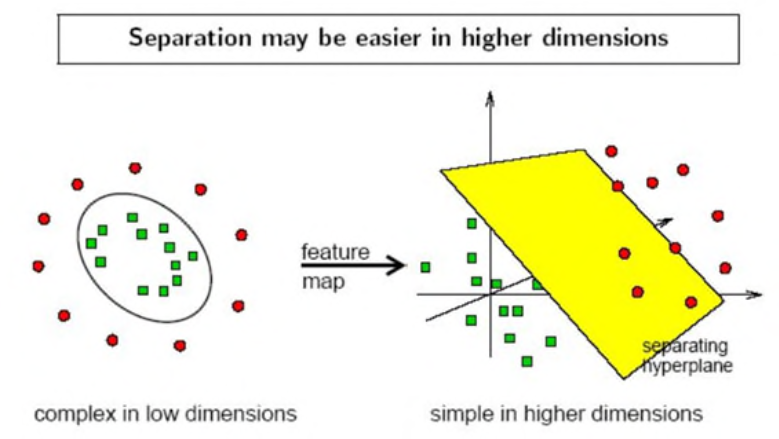 Separation may be easier in higher dimensions
feature
map
separating
hyperplane
complex in low dimensions
simple in higher dimensions